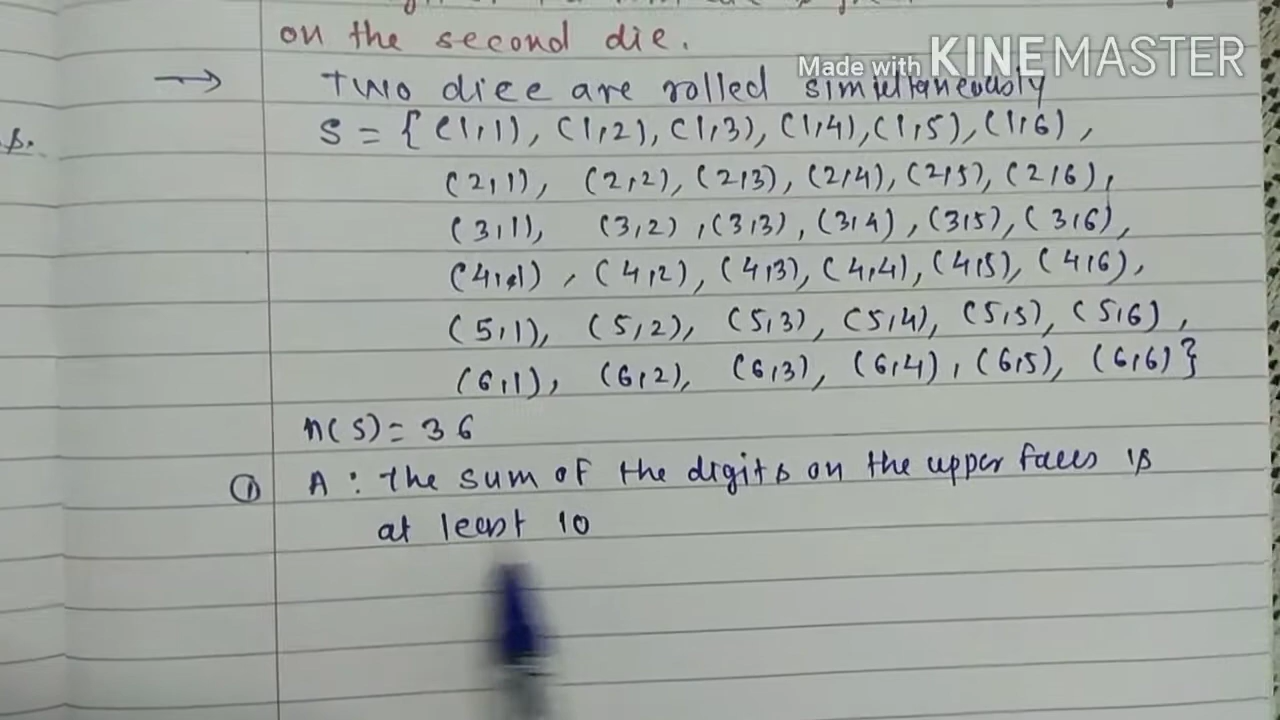 on the second die.
Made with KINEMASTER
→ Two dice are rolled simultaneously
S = { (1,1), (1,2), (1,3), (1,4), (1,5), (1,6),
(2,1), (2,2), (2,3), (2,4), (2,5), (2,6),
(3,1), (3,2), (3,3), (3,4), (3,5), (3,6),
(4,1), (4,2), (4,3), (4,4), (4,5), (4,6),
(5,1), (5,2), (5,3), (5,4), (5,5), (5,6),
(6,1), (6,2), (6,3), (6,4), (6,5), (6,6) }
n(S) = 36
① A : The sum of the digits on the upper faces is
at least 10